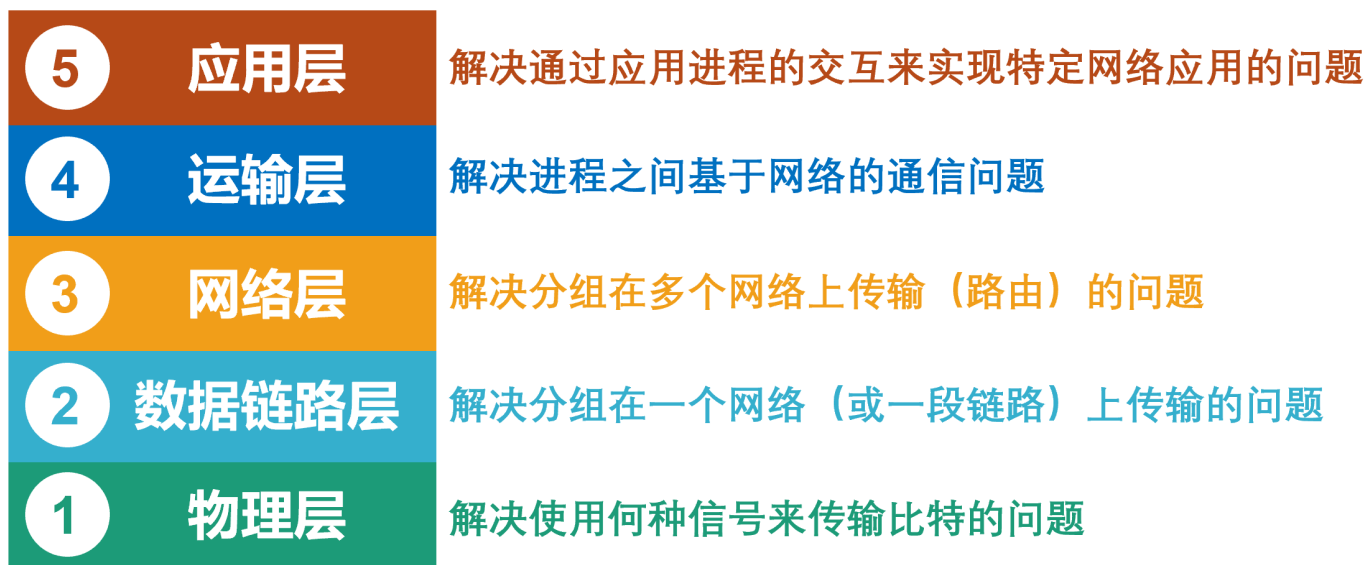 5 应用层 解决通过应用进程的交互来实现特定网络应用的问题
4 运输层 解决进程之间基于网络的通信问题
3 网络层 解决分组在多个网络上传输（路由）的问题
2 数据链路层 解决分组在一个网络（或一段链路）上传输的问题
1 物理层 解决使用何种信号来传输比特的问题